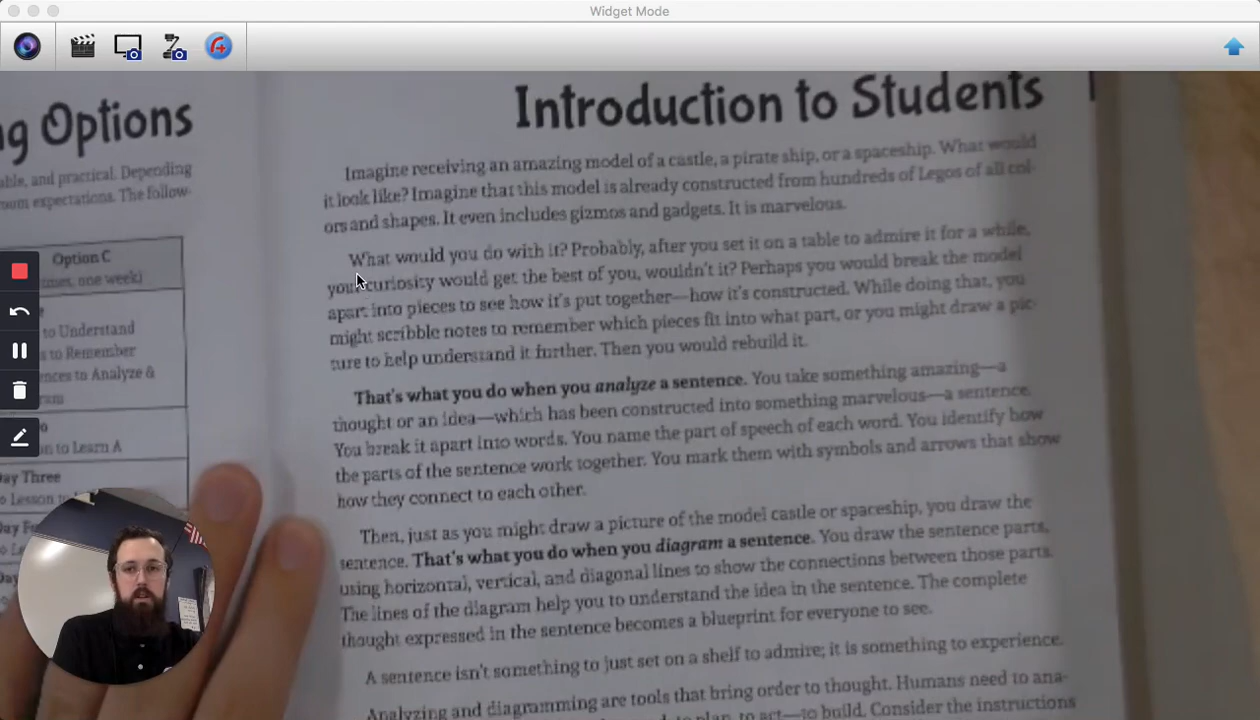 Widget Mode
ng Options
able, and practical. Depending
room expectations. The follow-
Option C
times, one week)
to Understand
s to Remember
nces to Analyze &
ram
n to Learn A
Day Three
Lesson
Introduction to Students
Imagine receiving an amazing model of a castle, a pirate ship, or a spaceship. What would
it look like? Imagine that this model is already constructed from hundreds of Legos of all col-
ors and shapes. It even includes gizmos and gadgets. It is marvelous.
What would you do with it? Probably, after you set it on a table to admire it for a while,
your curiosity would get the best of you, wouldn't it? Perhaps you would break the model
apart into pieces to see how it's put together—how it's constructed. While doing that, you
might scribble notes to remember which pieces fit into what part, or you might draw a pic-
ture to help understand it further. Then you would rebuild it.
That's what you do when you analyze a sentence. You take something amazing—a
thought or an idea—which has been constructed into something marvelous—a sentence.
You break it apart into words. You name the part of speech of each word. You identify how
the parts of the sentence work together. You mark them with symbols and arrows that show
how they connect to each other.
Then, just as you might draw a picture of the model castle or spaceship, you draw the
sentence. That's what you do when you diagram a sentence. You draw the sentence parts,
using horizontal, vertical, and diagonal lines to show the connections between those parts.
The lines of the diagram help you to understand the idea in the sentence. The complete
thought expressed in the sentence becomes a blueprint for everyone to see.
A sentence isn't something to just set on a shelf to admire; it is something to experience.
Analyzing and diagramming are tools that bring order to thought. Humans need to ana-
to plan, to act—to build. Consider the instructions